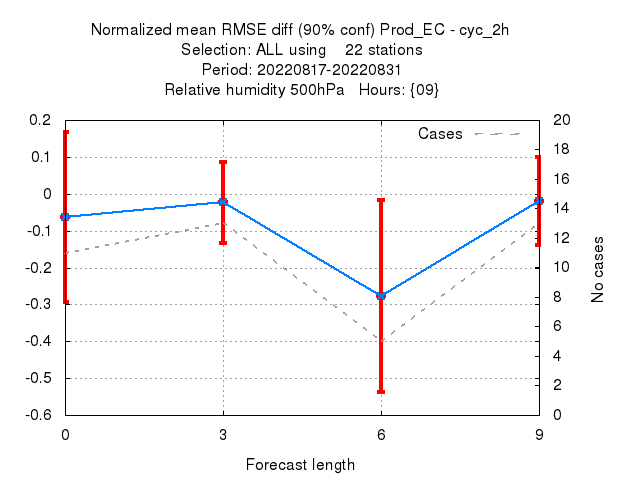 Normalized mean RMSE diff (90% conf) Prod_EC - cyc_2h
Selection: ALL using 22 stations
Period: 20220817-20220831
Relative humidity 500hPa Hours: {09}
Cases
0.2
0.1
0
-0.1
-0.2
-0.3
-0.4
-0.5
-0.6
20
18
16
14
12
10
8
6
4
2
0
No cases
0 3 6 9
Forecast length